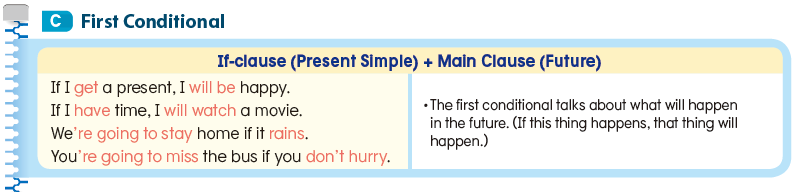 C First Conditional
If-clause (Present Simple) + Main Clause (Future)
If I get a present, I will be happy.
If I have time, I will watch a movie.
We're going to stay home if it rains.
You're going to miss the bus if you don't hurry.
•The first conditional talks about what will happen
in the future. (If this thing happens, that thing will
happen.)